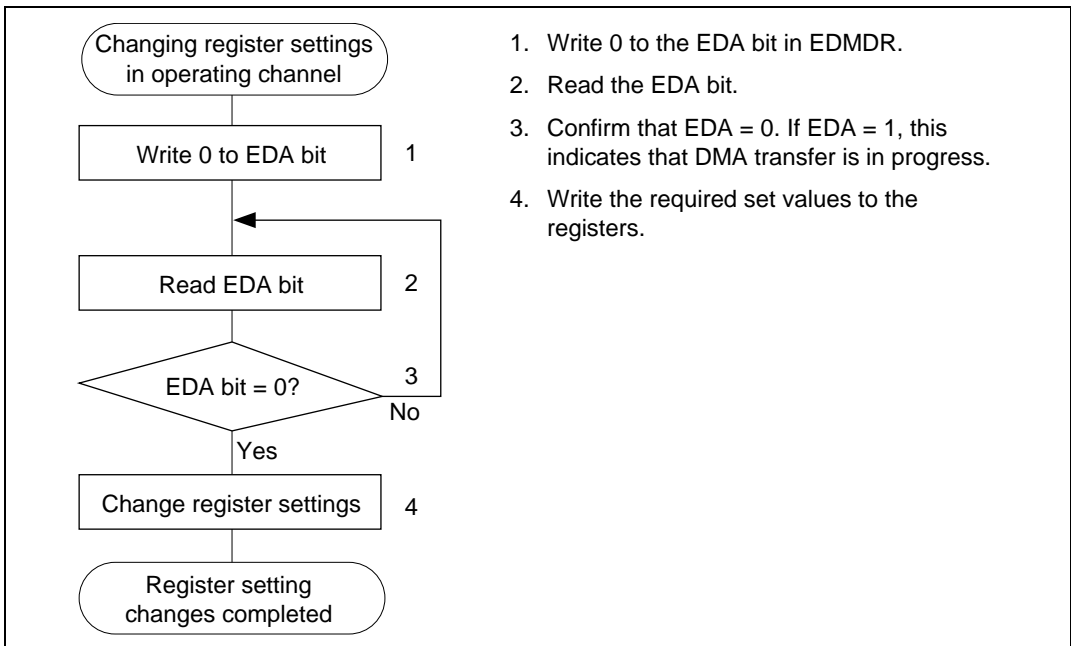 Changing register settings
in operating channel
Write 0 to EDA bit
1
Read EDA bit
2
EDA bit = 0?
3
No
Yes
Change register settings
4
Register setting
changes completed
1. Write 0 to the EDA bit in EDMDR.
2. Read the EDA bit.
3. Confirm that EDA = 0. If EDA = 1, this
indicates that DMA transfer is in progress.
4. Write the required set values to the
registers.